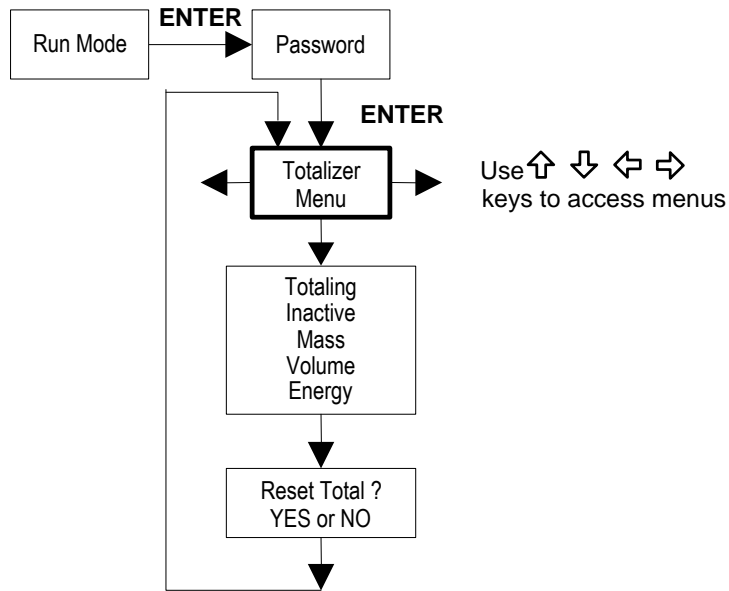 ENTER
Run Mode
Password
ENTER
Totalizer
Menu
Use
keys to access menus
Totaling
Inactive
Mass
Volume
Energy
Reset Total ?
YES or NO